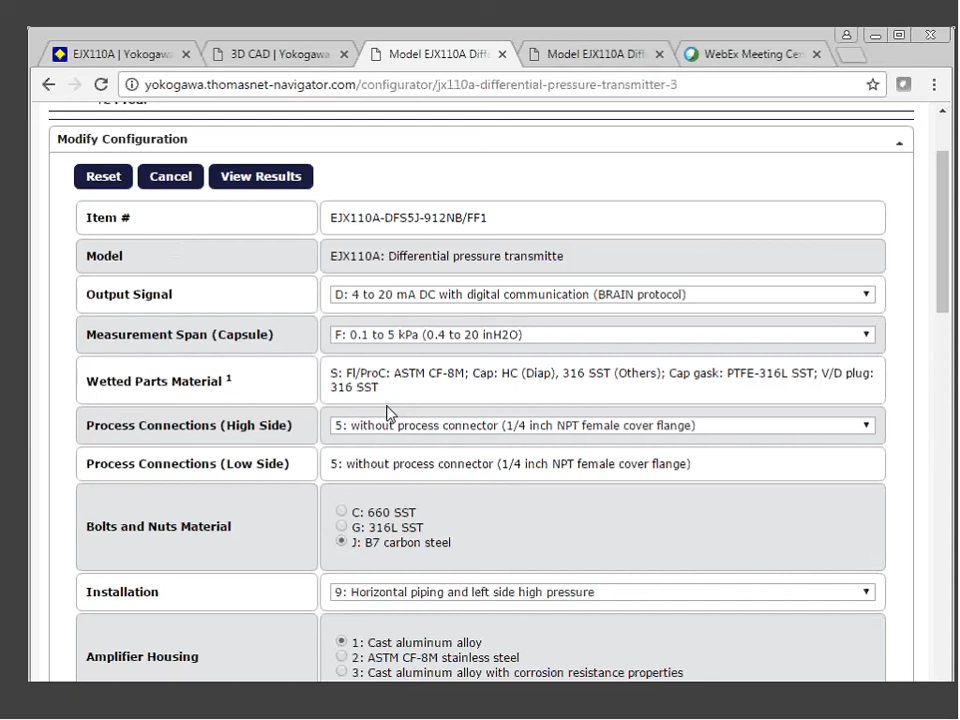 EJX110A | Yokogaw
3D CAD | Yokogawa
Model EJX110A Diff
Model EJX110A Diff
WebEx Meeting Cen
yokogawa.thomasnet-navigator.com/configurator/jx110a-differential-pressure-transmitter-3
Modify Configuration
Reset
Cancel
View Results
Item #
EJX110A-DFS5J-912NB/FF1
Model
EJX110A: Differential pressure transmitte
Output Signal
D: 4 to 20 mA DC with digital communication (BRAIN protocol)
Measurement Span (Capsule)
F: 0.1 to 5 kPa (0.4 to 20 inH2O)
Wetted Parts Material 1
S: Fl/ProC: ASTM CF-8M; Cap: HC (Diap), 316 SST (Others); Cap gask: PTFE-316L SST; V/D plug:
316 SST
Process Connections (High Side)
5: without process connector (1/4 inch NPT female cover flange)
Process Connections (Low Side)
5: without process connector (1/4 inch NPT female cover flange)
Bolts and Nuts Material
C: 660 SST
G: 316L SST
J: B7 carbon steel
Installation
9: Horizontal piping and left side high pressure
Amplifier Housing
1: Cast aluminum alloy
2: ASTM CF-8M stainless steel
3: Cast aluminum alloy with corrosion resistance properties